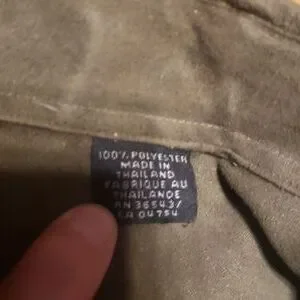 100% POLYESTER
MADE IN
THAILAND
FABRIQUE AU
THAILANDE
RN 36543/
CA 04754